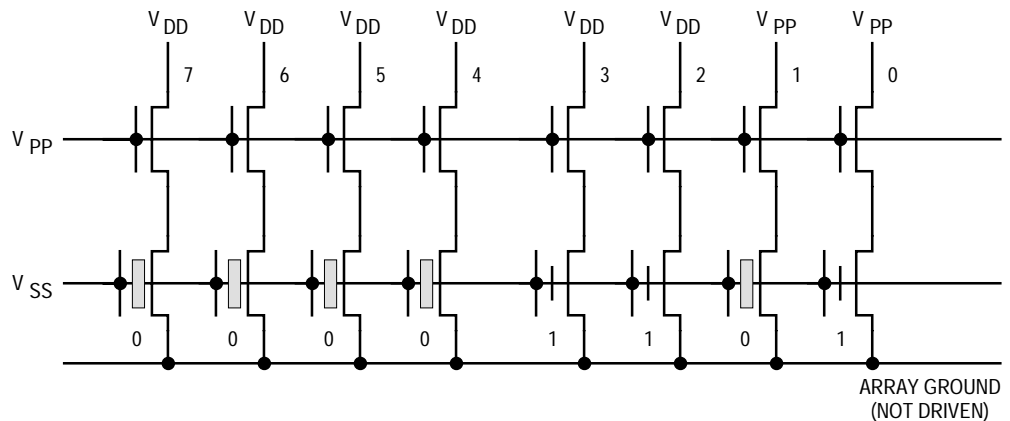 V DD V DD V DD V DD V DD V DD V PP V PP
7 6 5 4 3 2 1 0
V PP
V SS
0 0 0 0 1 1 0 1
ARRAY GROUND
(NOT DRIVEN)